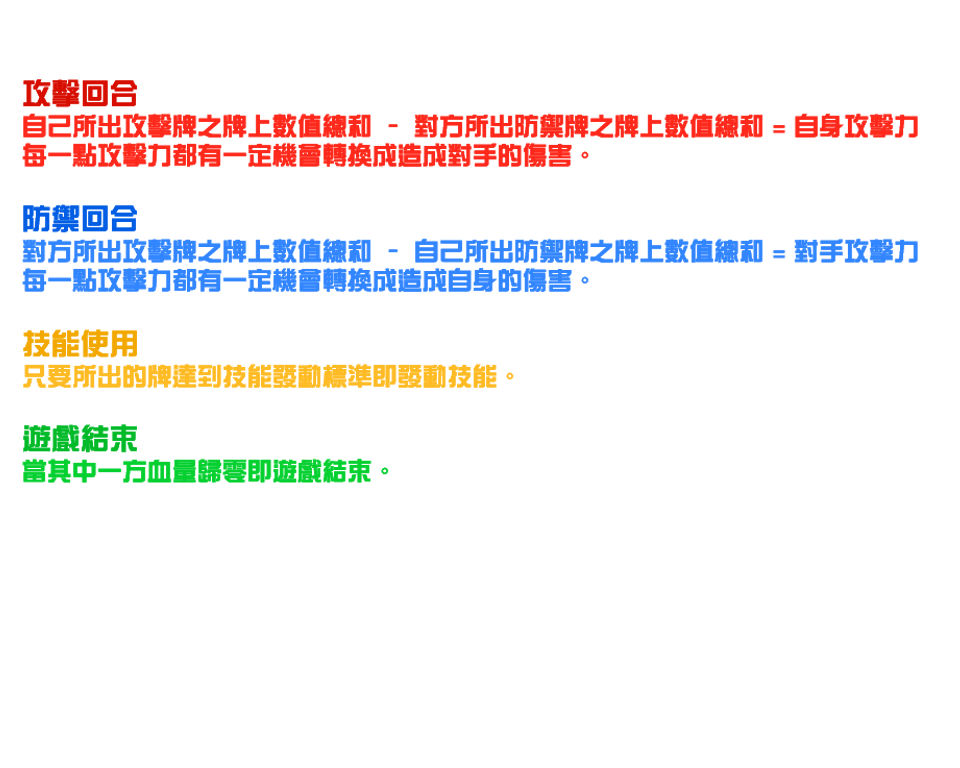 攻擊回合
自己所出攻擊牌之牌上數值總和 - 對方所出防禦牌之牌上數值總和 = 自身攻擊力
每一點攻擊力都有一定機會轉換成造成對手的傷害。
防禦回合
對方所出攻擊牌之牌上數值總和 - 自己所出防禦牌之牌上數值總和 = 對手攻擊力
每一點攻擊力都有一定機會轉換成造成自身的傷害。
技能使用
只要所出的牌達到技能發動標準即發動技能。
遊戲結束
當其中一方血量歸零即遊戲結束。